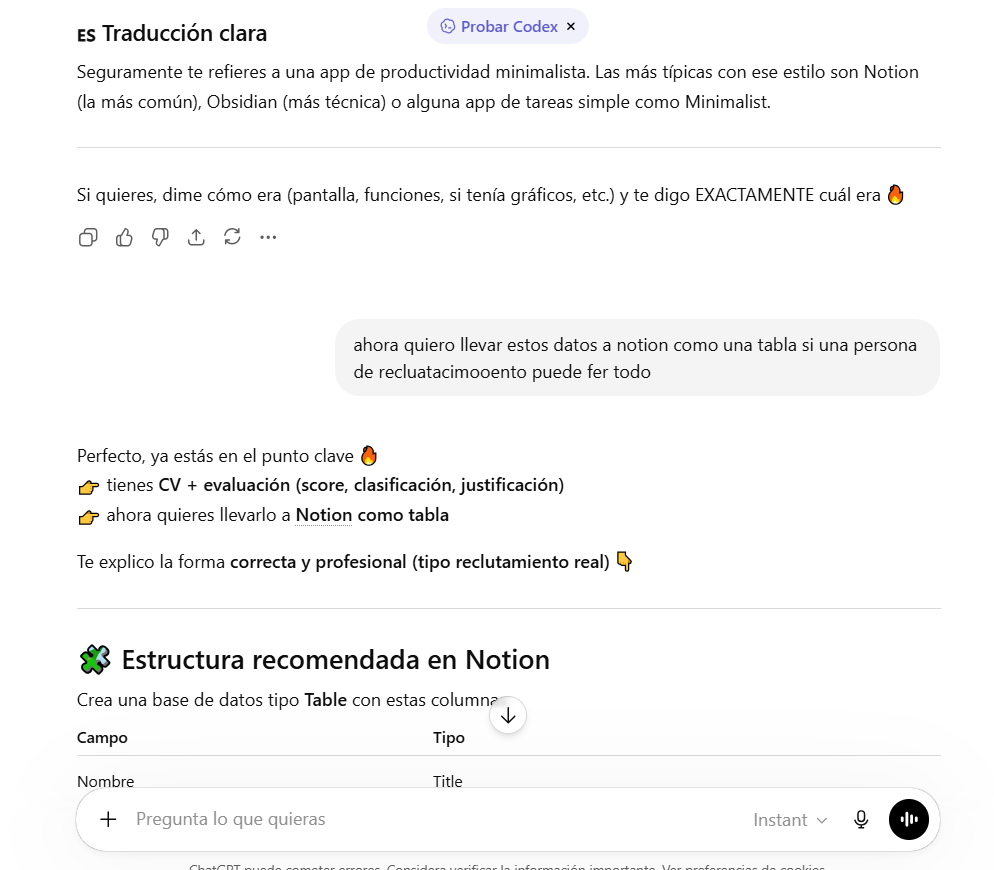 Probar Codex ×
ES Traducción clara
Seguramente te refieres a una app de productividad minimalista. Las más típicas con ese estilo son Notion
(la más común), Obsidian (más técnica) o alguna app de tareas simple como Minimalist.
Si quieres, dime cómo era (pantalla, funciones, si tenía gráficos, etc.) y te digo EXACTAMENTE cuál era 🔥
ahora quiero llevar estos datos a notion como una tabla si una persona
de recluatacimooento puede fer todo
Perfecto, ya estás en el punto clave 🔥
👉 tienes CV + evaluación (score, clasificación, justificación)
👉 ahora quieres llevarlo a Notion como tabla
Te explico la forma correcta y profesional (tipo reclutamiento real) 👇
🧩 Estructura recomendada en Notion
Crea una base de datos tipo Table con estas columna
Campo Tipo
Nombre Title
Pregunta lo que quieras Instant
ChatGPT puede cometer errores. Considera verificar la información importante. Ver preferencias de cookies.